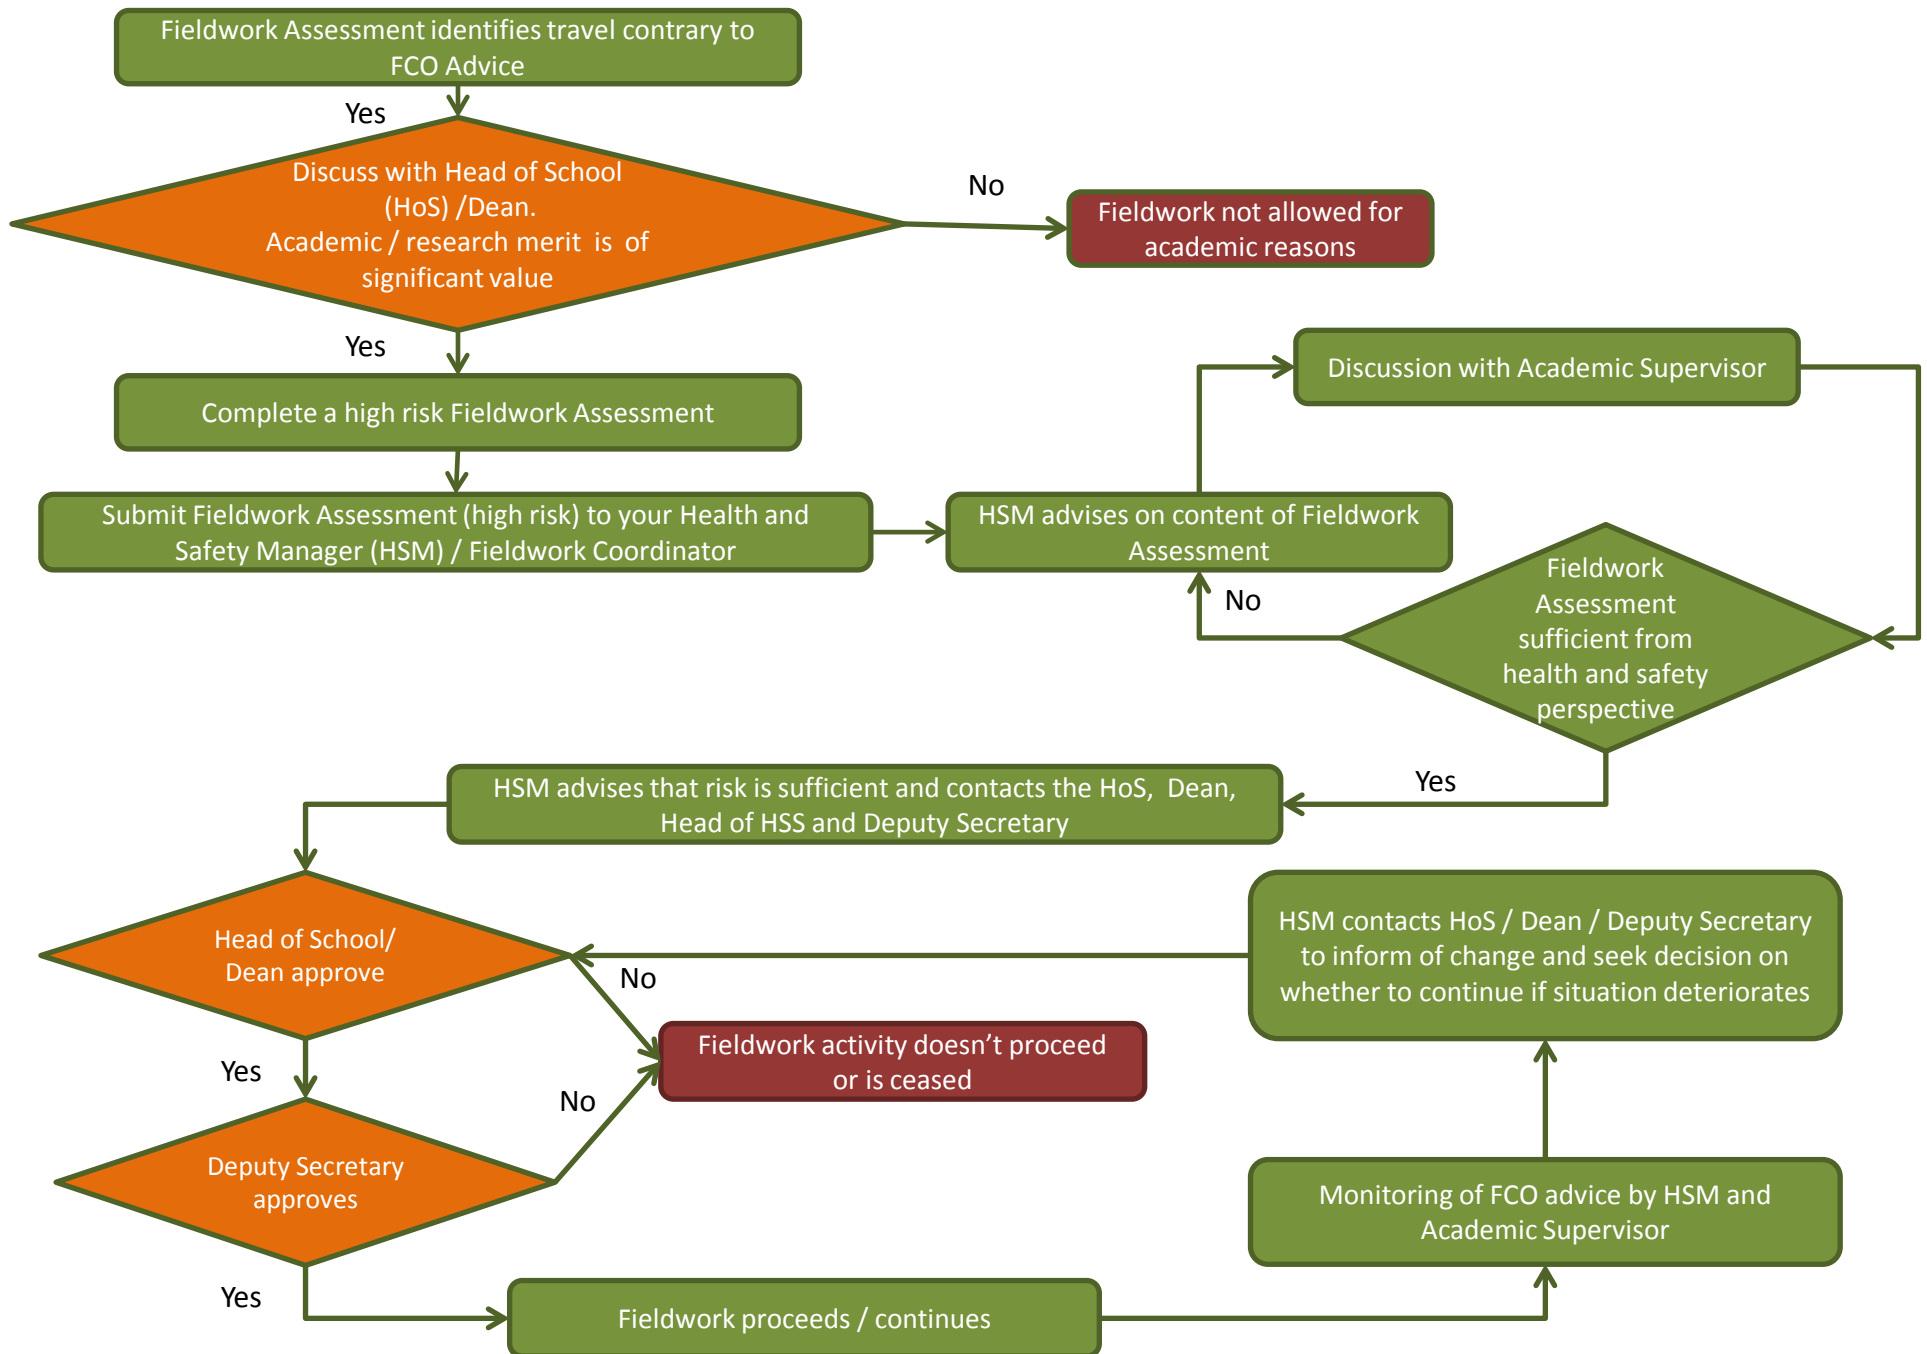 Fieldwork Assessment identifies travel contrary to
FCO Advice
Yes
Discuss with Head of School
(HoS) /Dean.
Academic / research merit is of
significant value
No
Fieldwork not allowed for
academic reasons
Yes
Complete a high risk Fieldwork Assessment
Submit Fieldwork Assessment (high risk) to your Health and
Safety Manager (HSM) / Fieldwork Coordinator
HSM advises on content of Fieldwork
Assessment
Discussion with Academic Supervisor
Fieldwork
Assessment
sufficient from
health and safety
perspective
No
Yes
HSM advises that risk is sufficient and contacts the HoS, Dean,
Head of HSS and Deputy Secretary
Head of School/
Dean approve
No
Fieldwork activity doesn’t proceed
or is ceased
Yes
Deputy Secretary
approves
No
Yes
Fieldwork proceeds / continues
Monitoring of FCO advice by HSM and
Academic Supervisor
HSM contacts HoS / Dean / Deputy Secretary
to inform of change and seek decision on
whether to continue if situation deteriorates